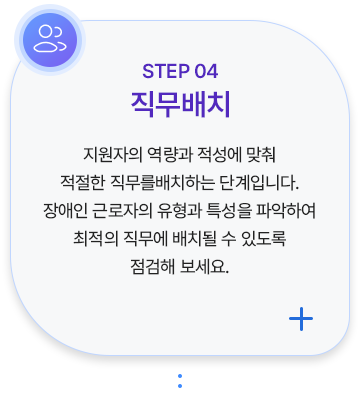 STEP 04
직무배치
지원자의 역량과 적성에 맞춰
적절한 직무를배치하는 단계입니다.
장애인 근로자의 유형과 특성을 파악하여
최적의 직무에 배치될 수 있도록
점검해 보세요.